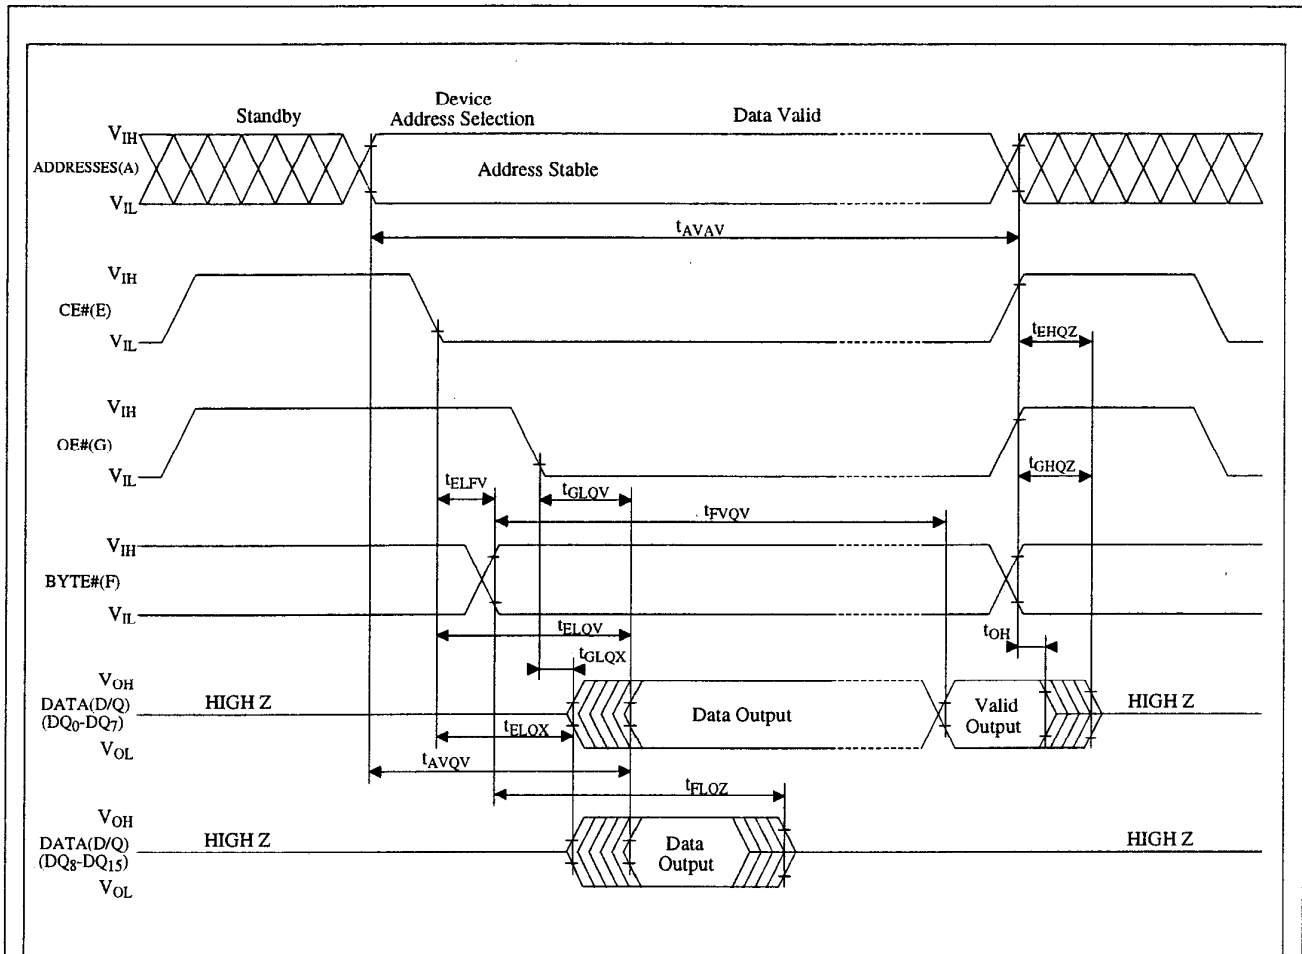 Device
Standby Address Selection Data Valid
VIH
ADDRESSES(A) Address Stable
VIL
tAVAV
VIH
CE#(E)
VIL
tEHQZ
VIH
OE#(G)
VIL
tGHQZ
tELFV tGLQV
tFVQV
VIH
BYTE#(F)
VIL
tELQV
tOH
tGLQX
VOH
DATA(D/Q) HIGH Z Data Output Valid HIGH Z
(DQ0-DQ7) Output
tELQX
VOL
tAVQV
tFLOZ
VOH
DATA(D/Q) HIGH Z Data HIGH Z
(DQ8-DQ15) Output
VOL